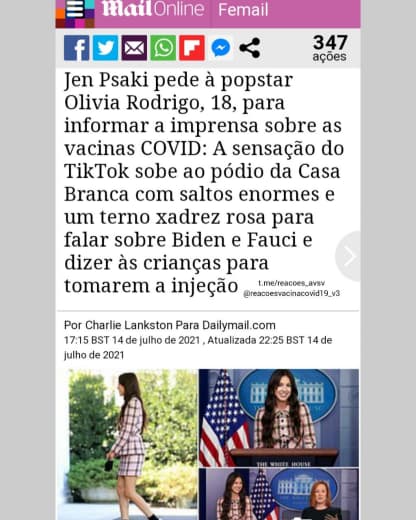 MailOnline Femail
347
ações
Jen Psaki pede à popstar
Olivia Rodrigo, 18, para
informar a imprensa sobre as
vacinas COVID: A sensação do
TikTok sobe ao pódio da Casa
Branca com saltos enormes e
um terno xadrez rosa para
falar sobre Biden e Fauci e
dizer às crianças para
tomarem a injeção
t.me/reacoes_avsv
@reacoesvacinacovid19_v3
Por Charlie Lankston Para Dailymail.com
17:15 BST 14 de julho de 2021 , Atualizada 22:25 BST 14 de
julho de 2021
THE WHITE HOUSE